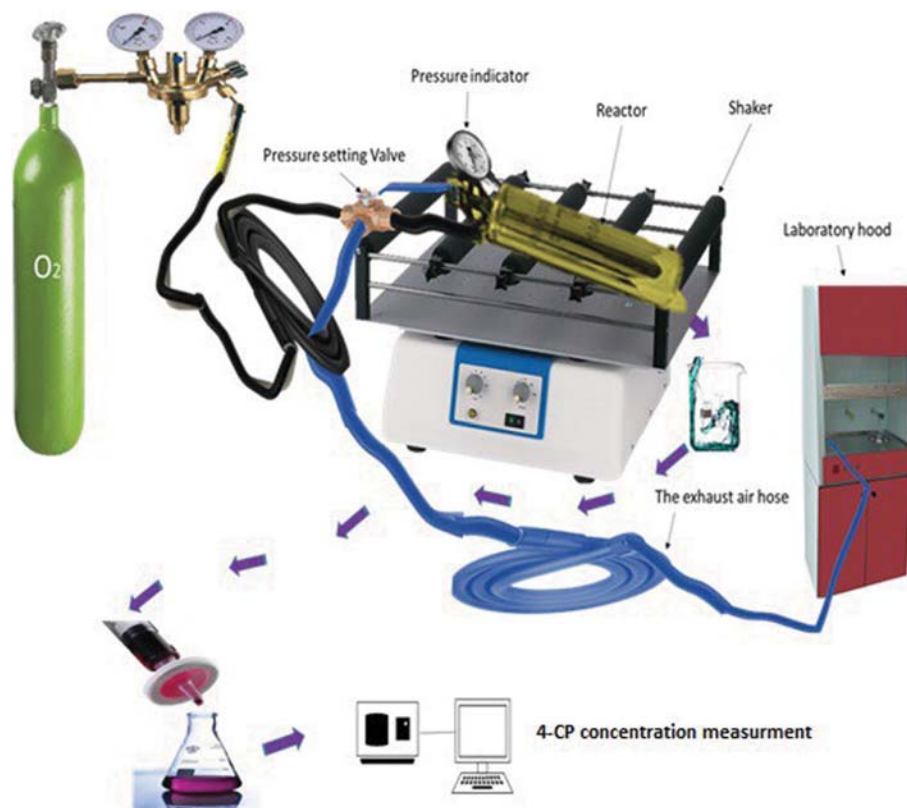 Pressure indicator
Reactor
Shaker
Pressure setting Valve
Laboratory hood
O2
The exhaust air hose
4-CP concentration measurment